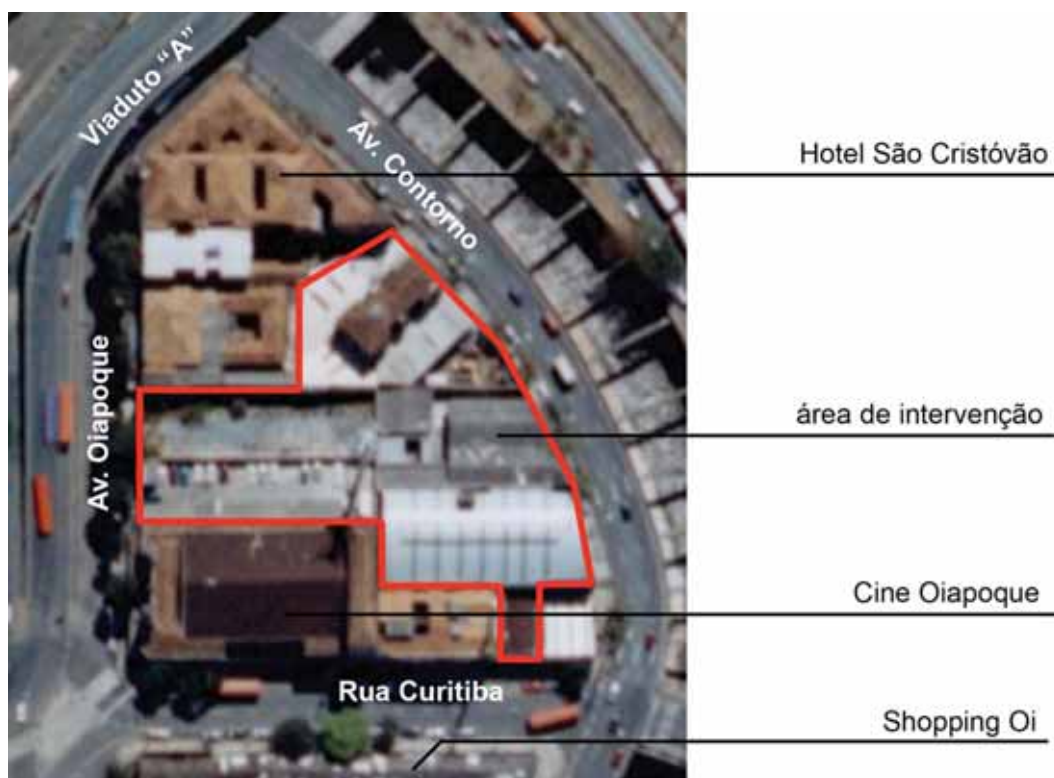 Viaduto "A"
Av. Contorno
Hotel São Cristóvão
Av. Oiapoque
área de intervenção
Cine Oiapoque
Rua Curitiba
Shopping Oi